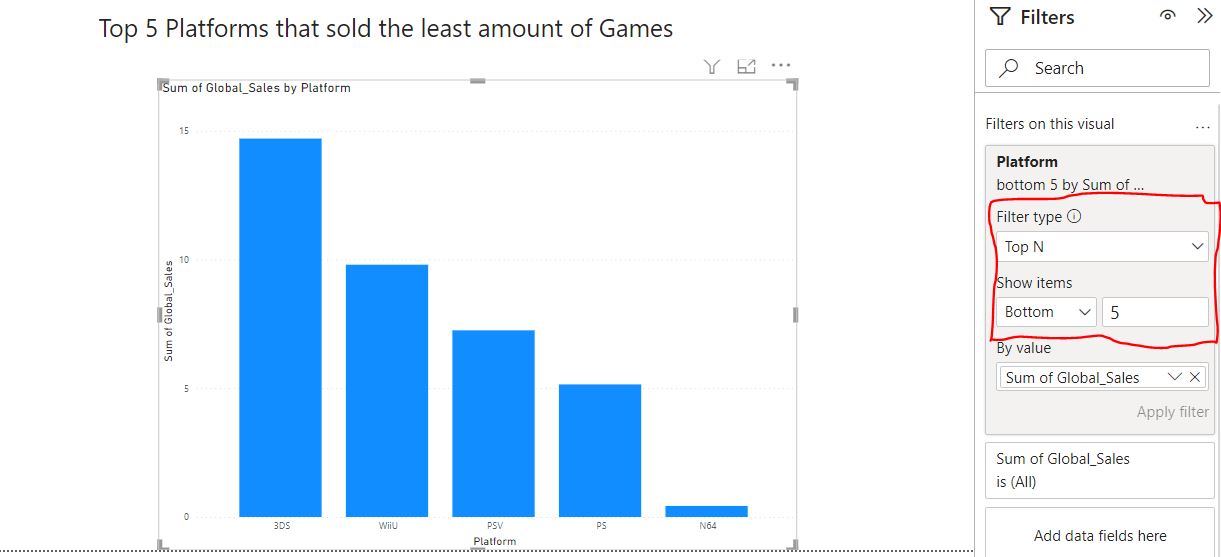 Top 5 Platforms that sold the least amount of Games
Sum of Global_Sales by Platform
15
10
5
0
Sum of Global_Sales
3DS
WiiU
PSV
PS
N64
Platform
Filters
Search
Filters on this visual
...
Platform
bottom 5 by Sum of ...
Filter type
Top N
Show items
Bottom
5
By value
Sum of Global_Sales
Apply filter
Sum of Global_Sales
is (All)
Add data fields here